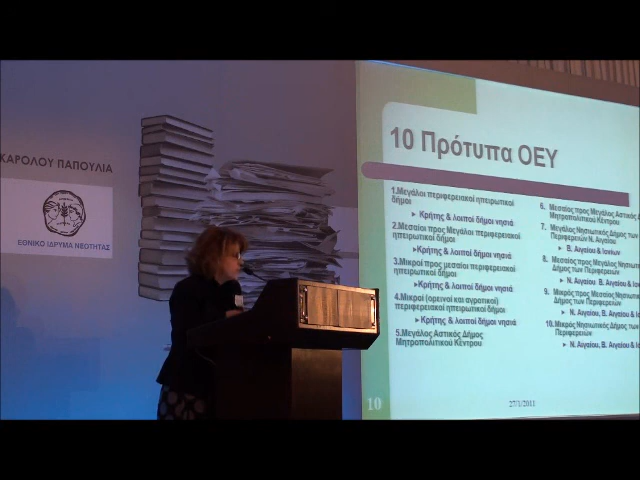 ΚΑΡΟΛΟΥ ΠΑΠΟΥΛΙΑ
ΕΘΝΙΚΟ ΙΔΡΥΜΑ ΝΕΟΤΗΤΑΣ
10 Πρότυπα ΟΕΥ
1.Μεγάλοι περιφερειακοί ηπειρωτικοί
δήμοι
➤ Κρήτης & λοιποί δήμοι νησιά
2.Μεσαίοι προς Μεγάλοι περιφερειακοί
ηπειρωτικοί δήμοι
➤Κρήτης & λοιποί δήμοι νησιά
3.Μικροί προς μεσαίοι περιφερειακοί
ηπειρωτικοί δήμοι
➤ Κρήτης & λοιποί δήμοι νησιά
4.Μικροί (ορεινοί και αγροτικοί)
περιφερειακοί ηπειρωτικοί δήμοι
➤ Κρήτης & λοιποί δήμοι νησιά
5.Μεγάλος Αστικός Δήμος
Μητροπολιτικού Κέντρου
6. Μεσαίος προς Μεγάλος Αστικός
Μητροπολιτικού Κέντρου
7. Μεγάλος Νησιωτικός Δήμος των
Περιφερειών Ν. Αιγαίου
➤ Β. Αιγαίου & Ιονίων
8. Μεσαίος προς Μεγάλος Νησιωτικός
Δήμος των Περιφερειών
➤ Ν. Αιγαίου Β. Αιγαίου &
9. Μικρός προς Μεσαίος Νησιωτικός
Δήμος των Περιφερειών
➤ Ν. Αιγαίου, Β. Αιγαίου &
10.Μικρός Νησιωτικός Δήμος των
Περιφερειών
➤ Ν. Αιγαίου, Β. Αιγαίου &
10
27/1/2011